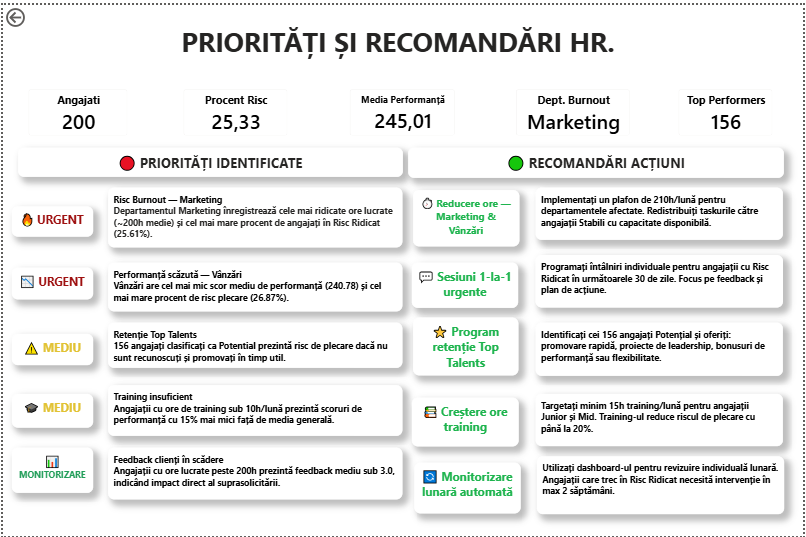 PRIORITĂȚI ȘI RECOMANDĂRI HR.
Angajati
200
Procent Risc
25,33
Media Performanță
245,01
Dept. Burnout
Marketing
Top Performers
156
PRIORITĂȚI IDENTIFICATE
RECOMANDĂRI ACȚIUNI
URGENT
Risc Burnout — Marketing
Departamentul Marketing înregistrează cele mai ridicate ore lucrate
(~200h medie) și cel mai mare procent de angajați în Risc Ridicat
(25.61%).
Reducere ore —
Marketing &
Vânzări
Implementați un plafon de 210h/lună pentru
departamentele afectate. Redistribuiți taskurile către
angajații Stabili cu capacitate disponibilă.
URGENT
Performanță scăzută — Vânzări
Vânzări are cel mai mic scor mediu de performanță (240.78) și cel
mai mare procent de risc plecare (26.87%).
Sesiuni 1-la-1
urgente
Programați întâlniri individuale pentru angajații cu Risc
Ridicat în următoarele 30 de zile. Focus pe feedback și
plan de acțiune.
MEDIU
Retenție Top Talents
156 angajați clasificați ca Potential prezintă risc de plecare dacă nu
sunt recunoscuți și promovați în timp util.
Program
retenție Top
Talents
Identificați cei 156 angajați Potențial și oferiți:
promovare rapidă, proiecte de leadership, bonusuri de
performanță sau flexibilitate.
MEDIU
Training insuficient
Angajații cu ore de training sub 10h/lună prezintă scoruri de
performanță cu 15% mai mici față de media generală.
Creștere ore
training
Targetați minim 15h training/lună pentru angajații
Junior și Mid. Training-ul reduce riscul de plecare cu
până la 20%.
MONITORIZARE
Feedback clienți în scădere
Angajații cu ore lucrate peste 200h prezintă feedback mediu sub 3.0,
indicând impact direct al suprasolicitării.
Monitorizare
lunară automată
Utilizați dashboard-ul pentru revizuire individuală lunară.
Angajații care trec în Risc Ridicat necesită intervenție în
max 2 săptămâni.